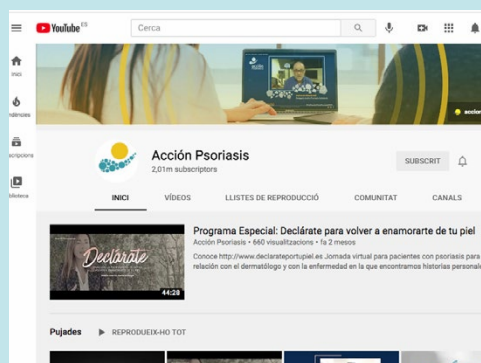 YouTube ES
Cerca
Inici
Acción Psoriasis
2,01m subscriptors
SUBSCRIT
INICI VÍDEOS LLISTES DE REPRODUCCIÓ COMUNITAT CANALS
Declárate
44:28
Programa Especial: Declárate para volver a enamorarte de tu piel
Acción Psoriasis • 660 visualitzacions • fa 2 mesos
Conoce http://www.declarateportupiel.es Jornada virtual para pacientes con psoriasis para
relación con el dermatólogo y con la enfermedad en la que encontramos historias personale
Pujades ▶ REPRODUEIX-HO TOT